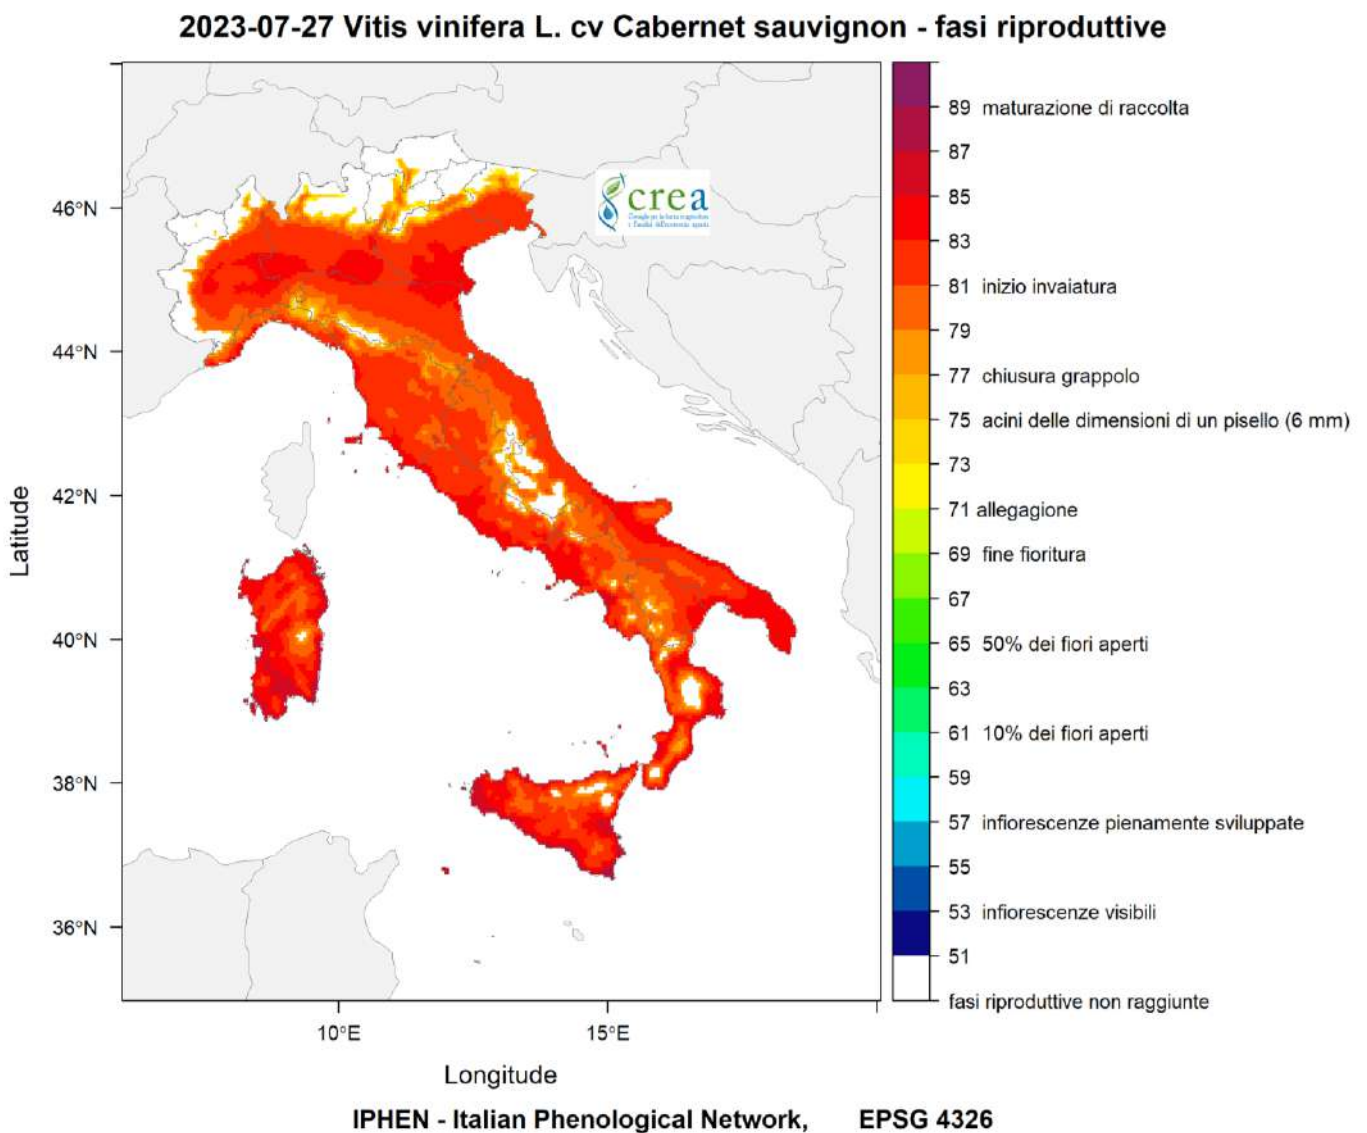 2023-07-27 Vitis vinifera L. cv Cabernet sauvignon - fasi riproduttive
89 maturazione di raccolta
87
85
83
81 inizio invaiatura
79
77 chiusura grappolo
75 acini delle dimensioni di un pisello (6 mm)
73
71 allegagione
69 fine fioritura
67
65 50% dei fiori aperti
63
61 10% dei fiori aperti
59
57 infiorescenze pienamente sviluppate
55
53 infiorescenze visibili
51
fasi riproduttive non raggiunte
crea
46°N
44°N
42°N
40°N
38°N
36°N
Latitude
10°E
15°E
Longitude
IPHEN - Italian Phenological Network, EPSG 4326